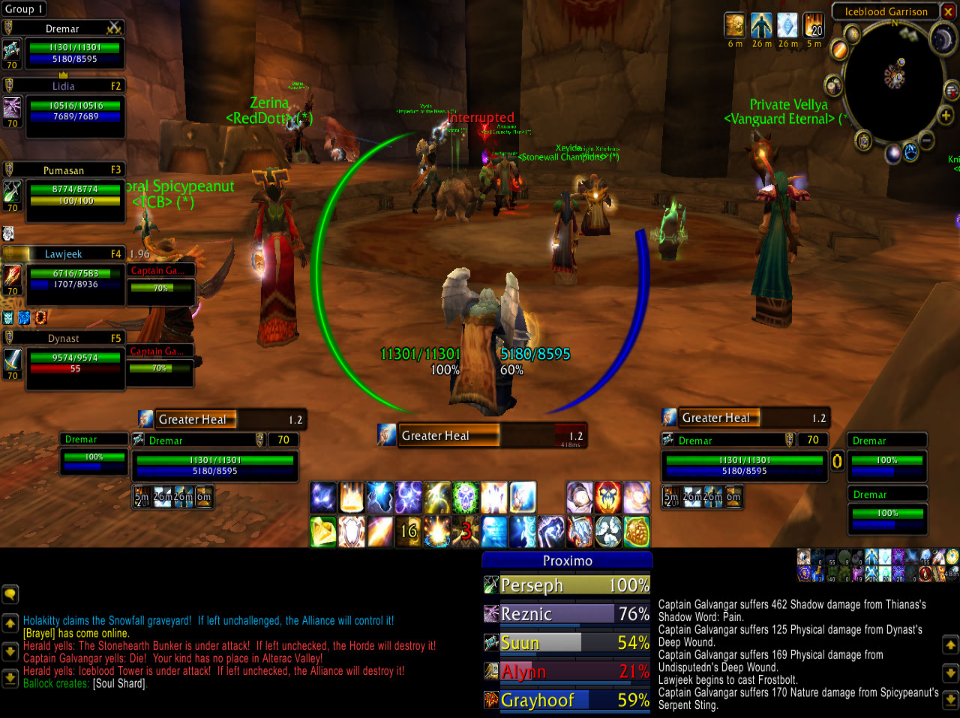 Group 1
Dremar
11301/11301
5180/8595
70
Lidia F2
10516/10516
7689/7689
70
Pumasan F3
8774/8774
100/100
70
Lawjeek F4
6716/7583
1707/8936
70
1.96
Captain Ga...
70%
Dynast F5
9574/9574
55
70
Captain Ga...
70%
oral Spicypeanut
<TCB> (*)
Zerina
<RedDott> (*)
Interrupted
Xeyide
<Stonewall Champions> (*)
Private Vellya
<Vanguard Eternal> (*
20
6 m 26 m 26 m 5 m
Iceblood Garrison
N
11301/11301 5180/8595
100% 60%
Greater Heal 1.2
Greater Heal 1.2
418ms
Greater Heal 1.2
Dremar
100%
Dremar 70
11301/11301
5180/8595
5m 26m 26m 6m
20
Dremar 70
11301/11301
5180/8595
0
5m 26m 26m 6m
20
Dremar
100%
Dremar
100%
16
3
Proximo
Perseph 100%
Reznic 76%
Suun 54%
Alynn 21%
Grayhoof 59%
Holakitty claims the Snowfall graveyard! If left unchallenged, the Alliance will control it!
[Brayel] has come online.
Herald yells: The Stonehearth Bunker is under attack! If left unchecked, the Horde will destroy it!
Captain Galvangar yells: Die! Your kind has no place in Alterac Valley!
Herald yells: Iceblood Tower is under attack! If left unchecked, the Alliance will destroy it!
Ballock creates: [Soul Shard].
Captain Galvangar suffers 462 Shadow damage from Thianas's
Shadow Word: Pain.
Captain Galvangar suffers 125 Physical damage from Dynast's
Deep Wound.
Captain Galvangar suffers 169 Physical damage from
Undisputedn's Deep Wound.
Lawjeek begins to cast Frostbolt.
Captain Galvangar suffers 170 Nature damage from Spicypeanut's
Serpent Sting.